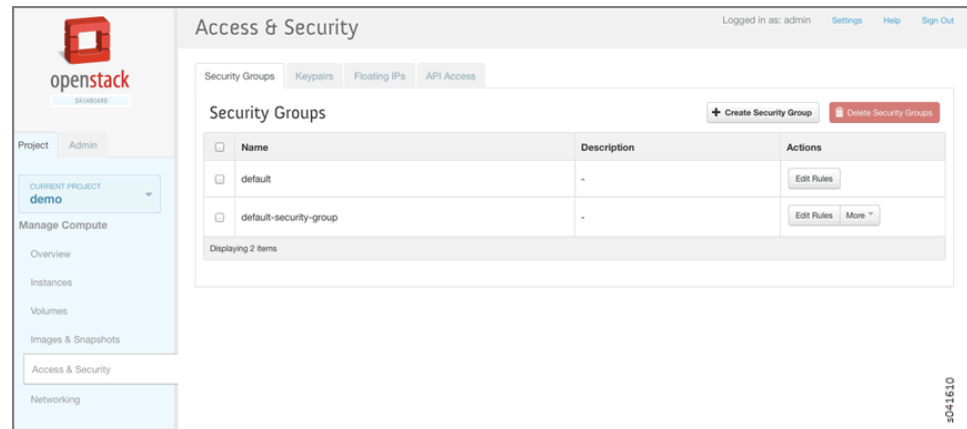 openstack
DASHBOARD
Access & Security
Logged in as: admin Settings Help Sign Out
Project Admin
CURRENT PROJECT
demo
Manage Compute
Overview
Instances
Volumes
Images & Snapshots
Access & Security
Networking
Security Groups Keypairs Floating IPs API Access
Security Groups
+ Create Security Group Delete Security Groups
Name Description Actions
default - Edit Rules
default-security-group - Edit Rules More
Displaying 2 items
s041610